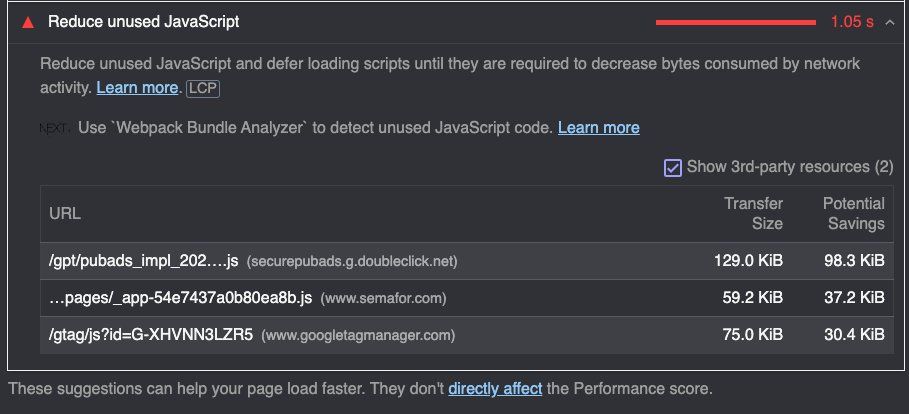 Reduce unused JavaScript 1.05 s
Reduce unused JavaScript and defer loading scripts until they are required to decrease bytes consumed by network
activity. Learn more. LCP
NEXT. Use `Webpack Bundle Analyzer` to detect unused JavaScript code. Learn more
Show 3rd-party resources (2)
URL Transfer Size Potential Savings
/gpt/pubads_impl_202….js (securepubads.g.doubleclick.net) 129.0 KiB 98.3 KiB
…pages/_app-54e7437a0b80ea8b.js (www.semafor.com) 59.2 KiB 37.2 KiB
/gtag/js?id=G-XHVNN3LZR5 (www.googletagmanager.com) 75.0 KiB 30.4 KiB
These suggestions can help your page load faster. They don't directly affect the Performance score.